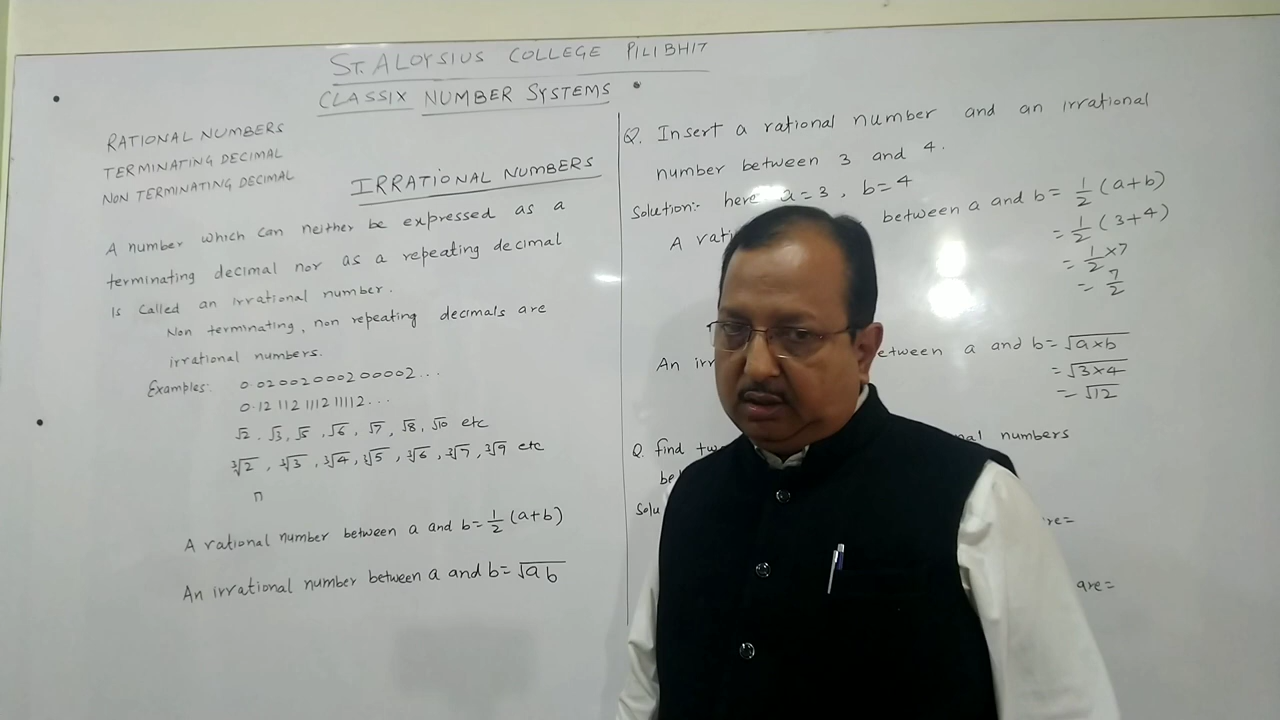 ST. ALOYSIUS COLLEGE PILIBHIT
CLASS IX NUMBER SYSTEMS
RATIONAL NUMBERS
TERMINATING DECIMAL
NON TERMINATING DECIMAL
IRRATIONAL NUMBERS
A number which can neither be expressed as a
terminating decimal nor as a repeating decimal
is called an irrational number.
Non terminating, non repeating decimals are
irrational numbers.
Examples: 0.02002000200002...
0.12 112 1112 11112...
√2, √3, √5, √6, √7, √8, √10 etc
∛2, ∛3, ∛4, ∛5, ∛6, ∛7, ∛9 etc
π
A rational number between a and b = 1/2 (a+b)
An irrational number between a and b = √ab
Q. Insert a rational number and an irrational
number between 3 and 4.
Solution:- here a=3, b=4
A rati between a and b = 1/2 (a+b)
= 1/2 (3+4)
= 1/2 × 7
= 7/2
An irr etween a and b = √a×b
= √3×4
= √12
Q. find tw nal numbers
be
Solu re=
are=